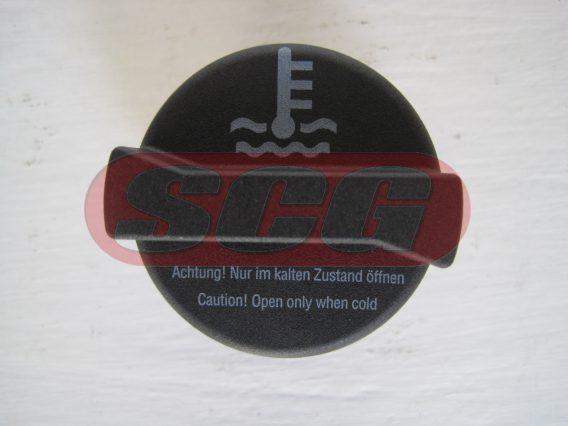 SCG
Achtung! Nur im kalten Zustand öffnen
Caution! Open only when cold